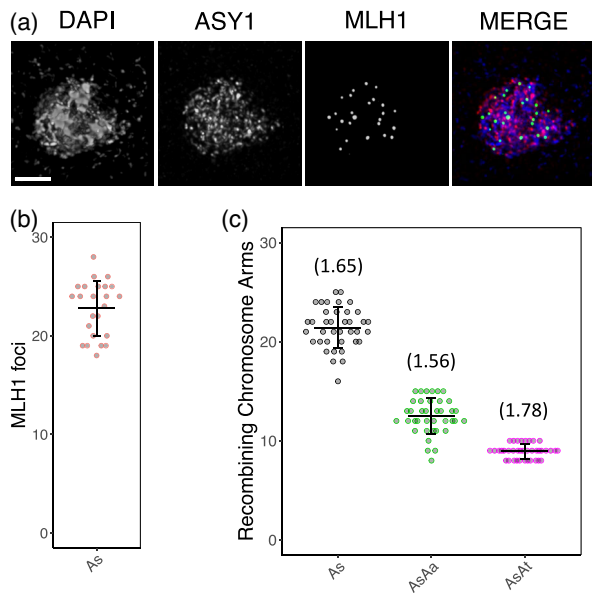 (a) DAPI ASY1 MLH1 MERGE
(b) (c)
MLH1 foci
30
20
10
0
As
Recombining Chromosome Arms
30
20
10
0
(1.65)
(1.56)
(1.78)
As AsAa AsAt